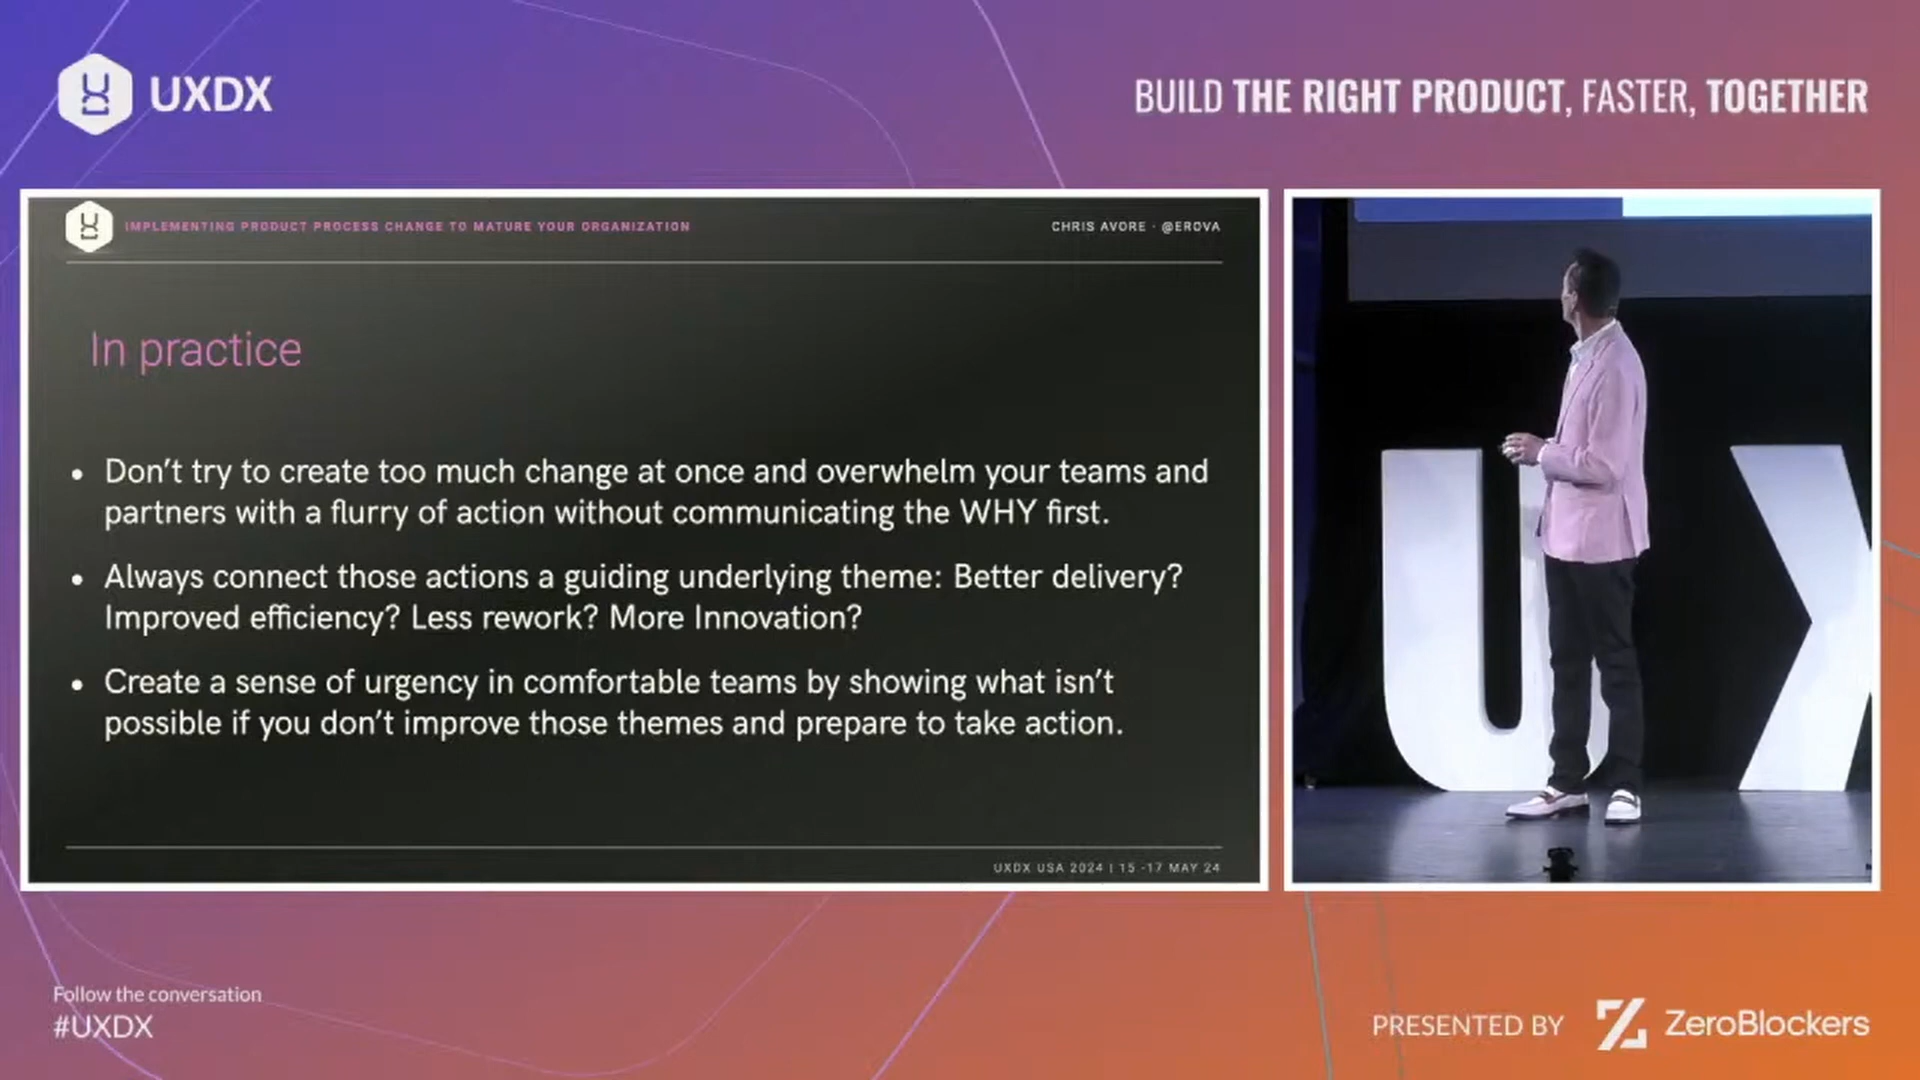 UXDX
BUILD THE RIGHT PRODUCT, FASTER, TOGETHER
IMPLEMENTING PRODUCT PROCESS CHANGE TO MATURE YOUR ORGANIZATION
CHRIS AVORE · @EROVA
In practice
• Don't try to create too much change at once and overwhelm your teams and
partners with a flurry of action without communicating the WHY first.
• Always connect those actions a guiding underlying theme: Better delivery?
Improved efficiency? Less rework? More Innovation?
• Create a sense of urgency in comfortable teams by showing what isn't
possible if you don't improve those themes and prepare to take action.
UXDX USA 2024 | 15 -17 MAY 24
UX
Follow the conversation
#UXDX
PRESENTED BY ZeroBlockers